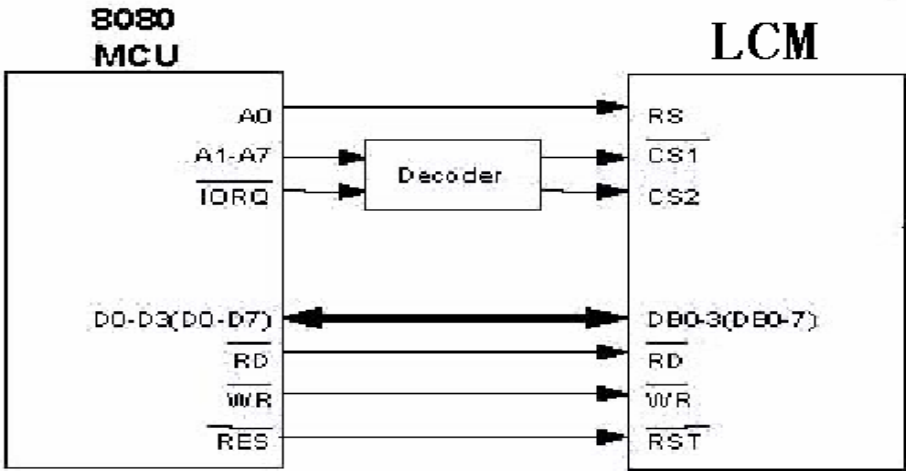 8080
MCU
LCM
A0
RS
A1-A7
Decoder
CS1
IORQ
CS2
D0-D3(D0-D7)
DB0-3(DB0-7)
RD
RD
WR
WR
RES
RST